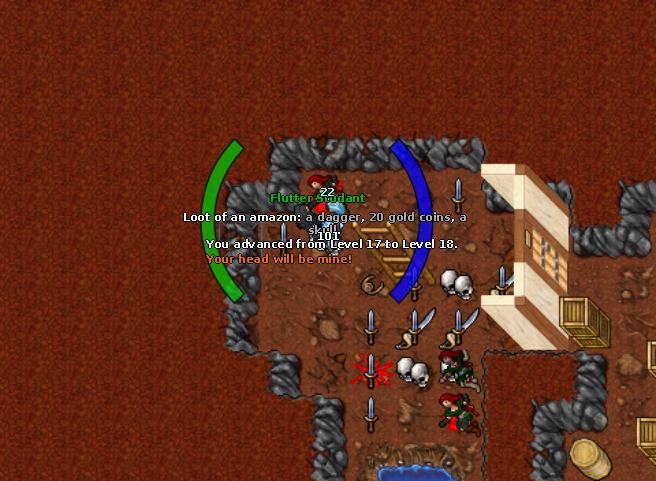 22
Flutter Studant
Loot of an amazon: a dagger, 20 gold coins, a
skull.
101
You advanced from Level 17 to Level 18.
Your head will be mine!